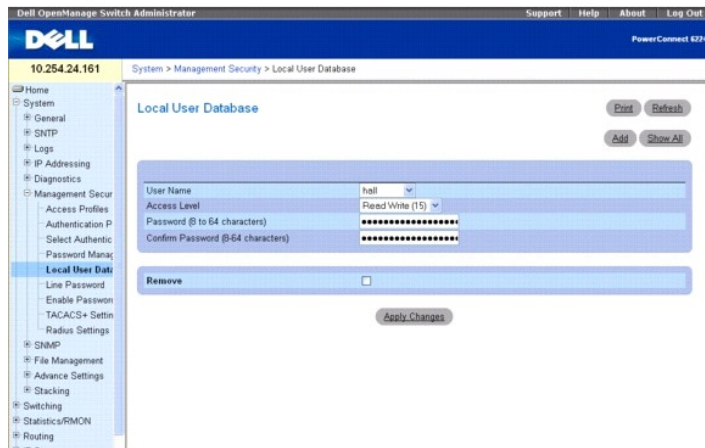 Dell OpenManage Switch Administrator
Support Help About Log Out
DELL
PowerConnect 6224
10.254.24.161
System > Management Security > Local User Database
Home
System
General
SNTP
Logs
IP Addressing
Diagnostics
Management Secur
Access Profiles
Authentication P
Select Authentic
Password Manag
Local User Data
Line Password
Enable Passwor
TACACS+ Settin
Radius Settings
SNMP
File Management
Advance Settings
Stacking
Switching
Statistics/RMON
Routing
Local User Database
Print Refresh
Add Show All
User Name hall
Access Level Read Write (15)
Password (8 to 64 characters) ••••••••••••••••
Confirm Password (8-64 characters) ••••••••••••••••
Remove
Apply Changes